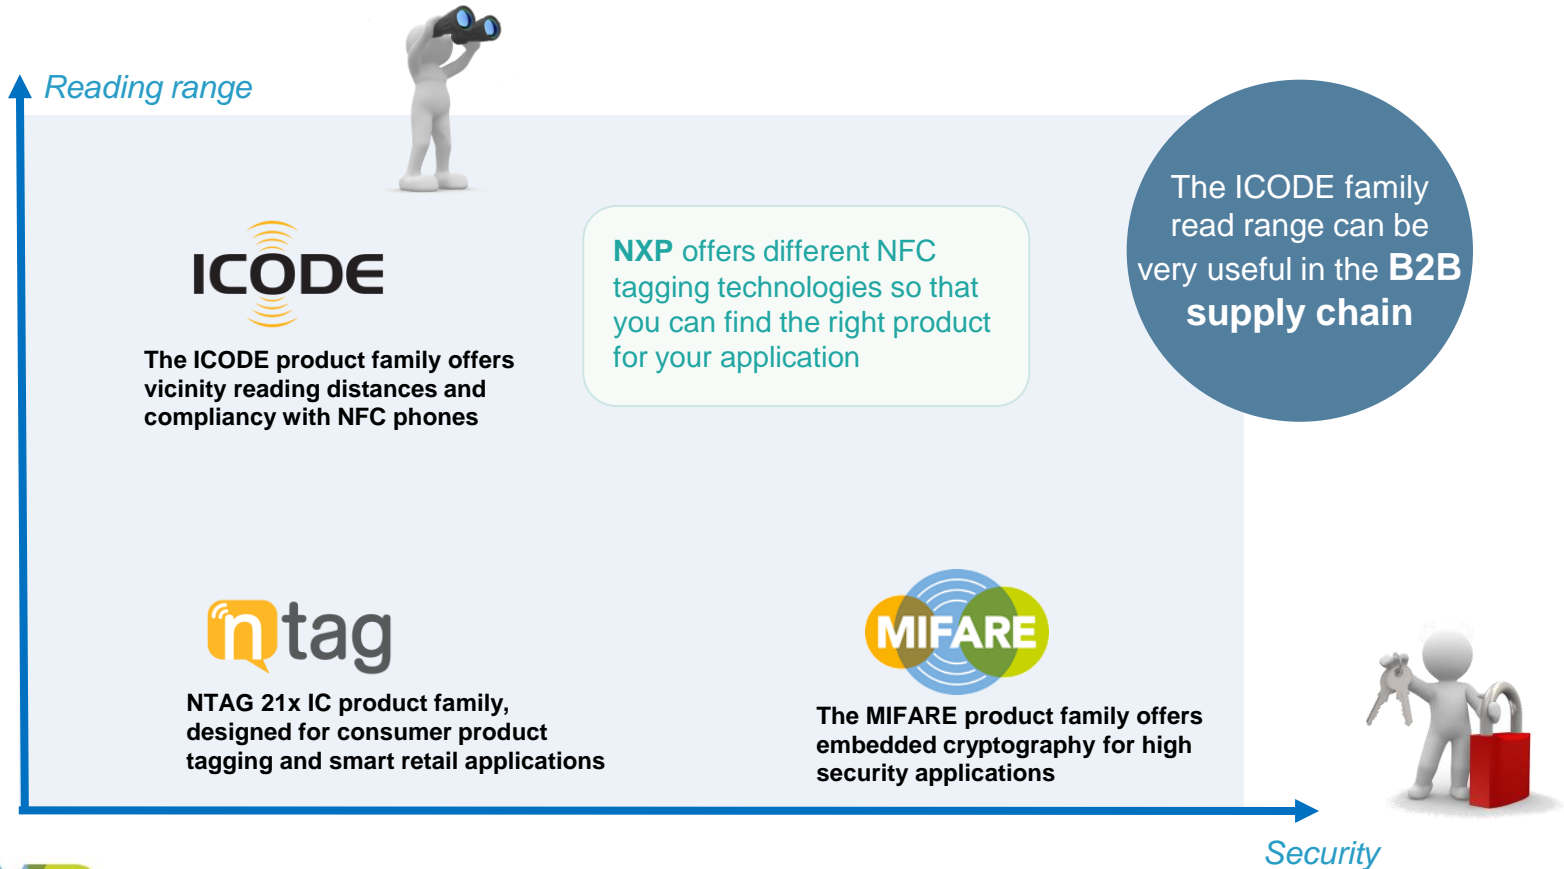 Reading range
ICODE
The ICODE product family offers
vicinity reading distances and
compliancy with NFC phones
NXP offers different NFC
tagging technologies so that
you can find the right product
for your application
The ICODE family
read range can be
very useful in the B2B
supply chain
ntag
NTAG 21x IC product family,
designed for consumer product
tagging and smart retail applications
MIFARE
The MIFARE product family offers
embedded cryptography for high
security applications
Security